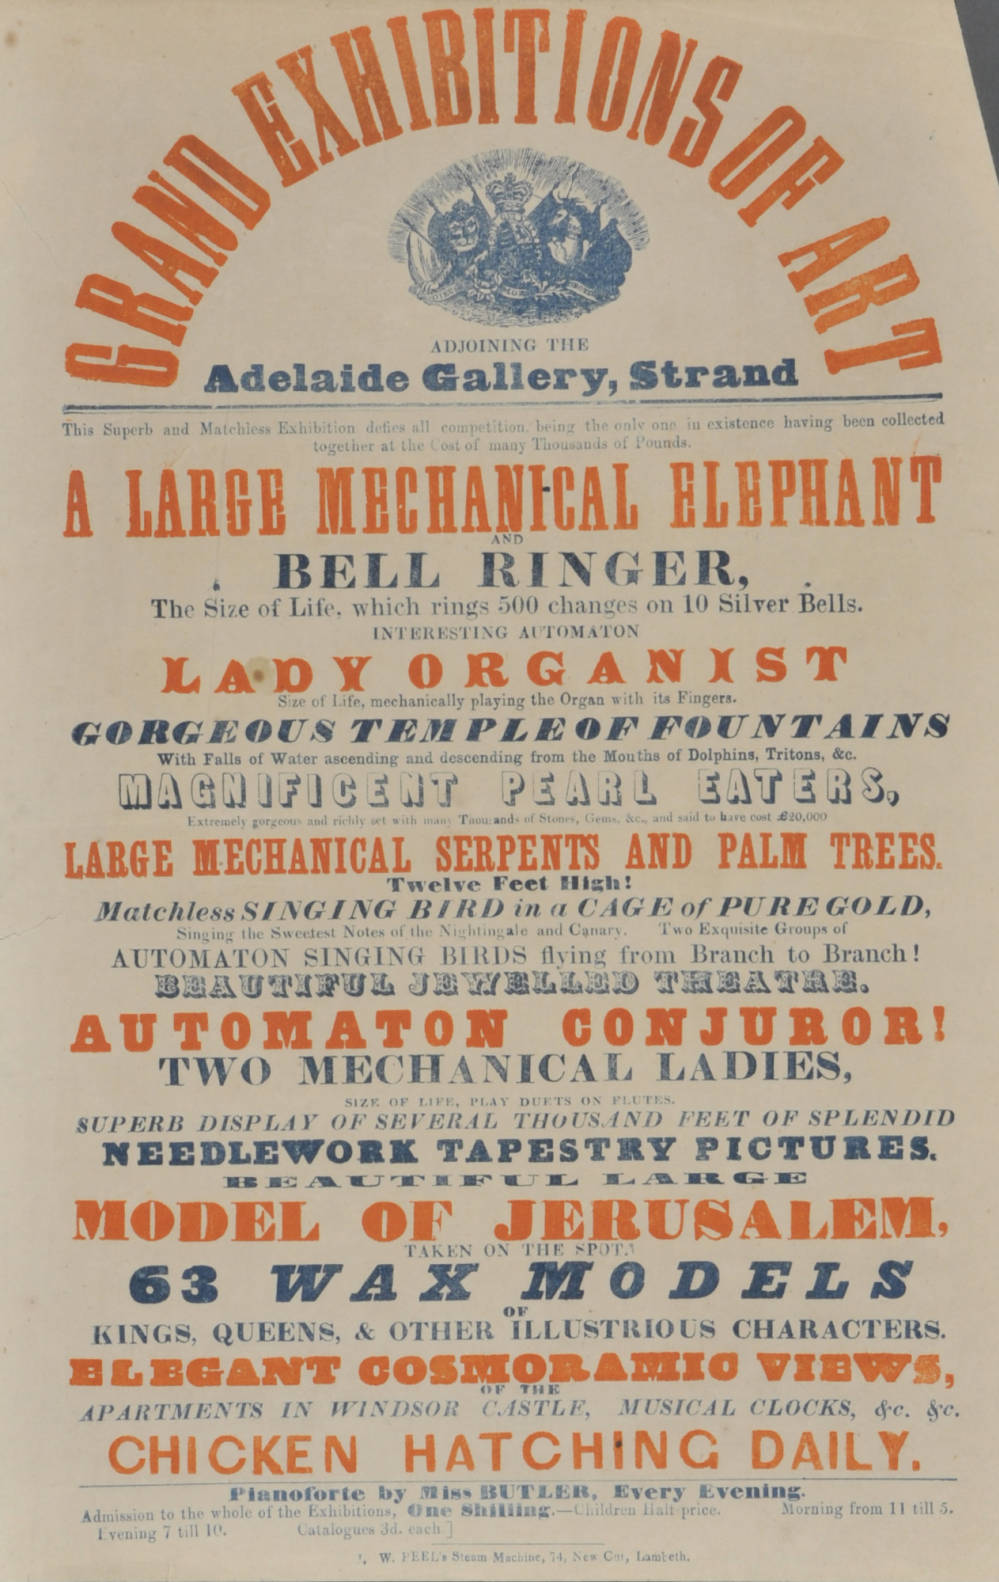 GRAND EXHIBITIONS OF ART
ADJOINING THE
Adelaide Gallery, Strand
This Superb and Matchless Exhibition defies all competition, being the only one in existence having been collected
together at the Cost of many Thousands of Pounds.
A LARGE MECHANICAL ELEPHANT
AND
BELL RINGER,
The Size of Life, which rings 500 changes on 10 Silver Bells.
INTERESTING AUTOMATON
LADY ORGANIST
Size of Life, mechanically playing the Organ with its Fingers.
GORGEOUS TEMPLE OF FOUNTAINS
With Falls of Water ascending and descending from the Mouths of Dolphins, Tritons, &c.
MAGNIFICENT PEARL EATERS,
Extremely gorgeous and richly set with many Thousands of Stones, Gems, &c., and said to have cost £20,000
LARGE MECHANICAL SERPENTS AND PALM TREES.
Twelve Feet High!
Matchless SINGING BIRD in a CAGE of PURE GOLD,
Singing the Sweetest Notes of the Nightingale and Canary. Two Exquisite Groups of
AUTOMATON SINGING BIRDS flying from Branch to Branch!
BEAUTIFUL JEWELLED THEATRE.
AUTOMATON CONJUROR!
TWO MECHANICAL LADIES,
SIZE OF LIFE, PLAY DUETS ON FLUTES.
SUPERB DISPLAY OF SEVERAL THOUSAND FEET OF SPLENDID
NEEDLEWORK TAPESTRY PICTURES.
BEAUTIFUL LARGE
MODEL OF JERUSALEM,
TAKEN ON THE SPOT.
63 WAX MODELS
OF
KINGS, QUEENS, & OTHER ILLUSTRIOUS CHARACTERS.
ELEGANT COSMORAMIC VIEWS,
OF THE
APARTMENTS IN WINDSOR CASTLE, MUSICAL CLOCKS, &c. &c.
CHICKEN HATCHING DAILY.
Pianoforte by Miss BUTLER, Every Evening.
Admission to the whole of the Exhibitions, One Shilling.—Children Half-price. Morning from 11 till 5.
Evening 7 till 10. Catalogues 3d. each]
W. PEEL's Steam Machine, 74, New Cut, Lambeth.